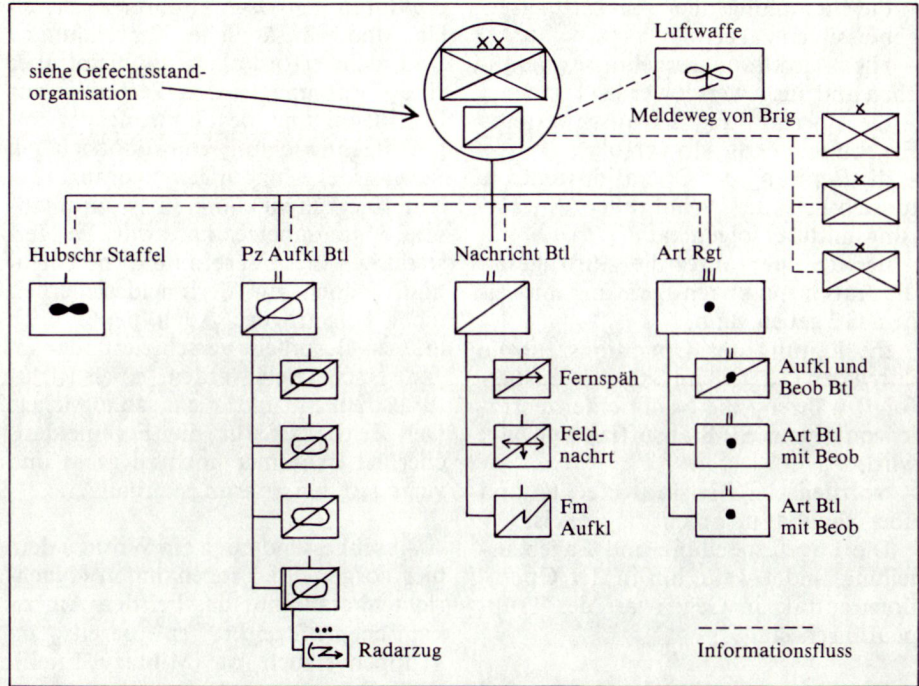 Luftwaffe
siehe Gefechtsstand-
organisation
Meldeweg von Brig
Hubschr Staffel
Pz Aufkl Btl
Nachricht Btl
Art Rgt
Fernspäh
Aufkl und
Beob Btl
Feld-
nachrt
Art Btl
mit Beob
Fm
Aufkl
Art Btl
mit Beob
Radarzug
Informationsfluss